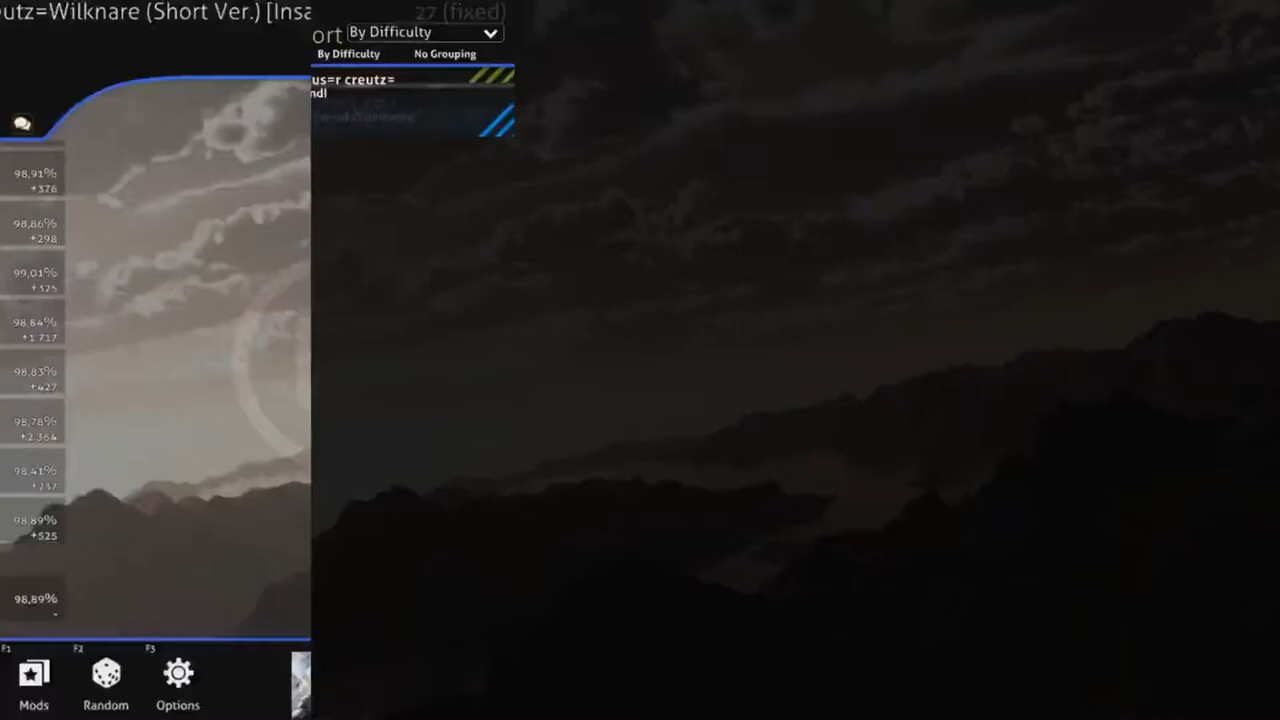 utz=Wilknare (Short Ver.) [Insa
27 (fixed)
ort By Difficulty
By Difficulty No Grouping
us=r creutz=
nd!
98,91%
+376
98,86%
+298
99,01%
+325
98,84%
+1 717
98,83%
+427
98,78%
+2 364
98,41%
+237
98,89%
+525
98,89%
-
F1 F2 F3
Mods Random Options